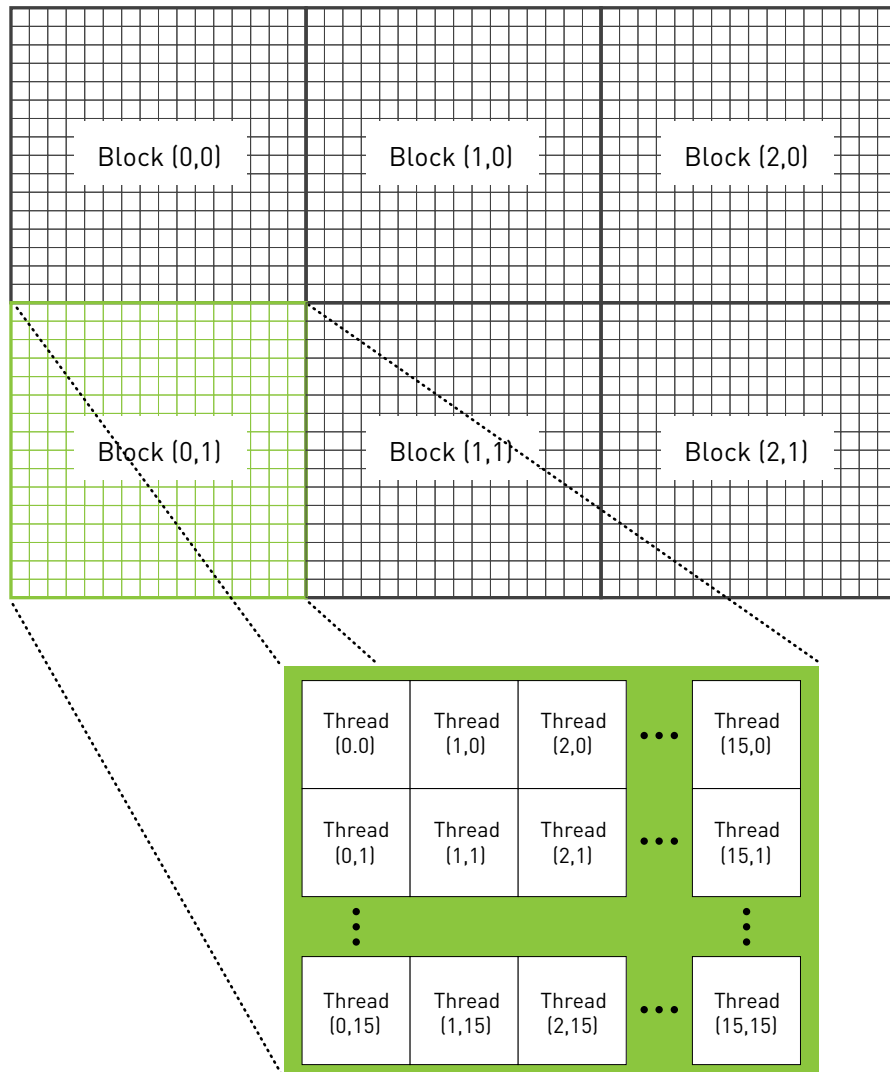 Block (0,0)
Block (1,0)
Block (2,0)
Block (0,1)
Block (1,1)
Block (2,1)
Thread
(0.0)
Thread
(1,0)
Thread
(2,0)
•••
Thread
(15,0)
Thread
(0,1)
Thread
(1,1)
Thread
(2,1)
•••
Thread
(15,1)
Thread
(0,15)
Thread
(1,15)
Thread
(2,15)
•••
Thread
(15,15)